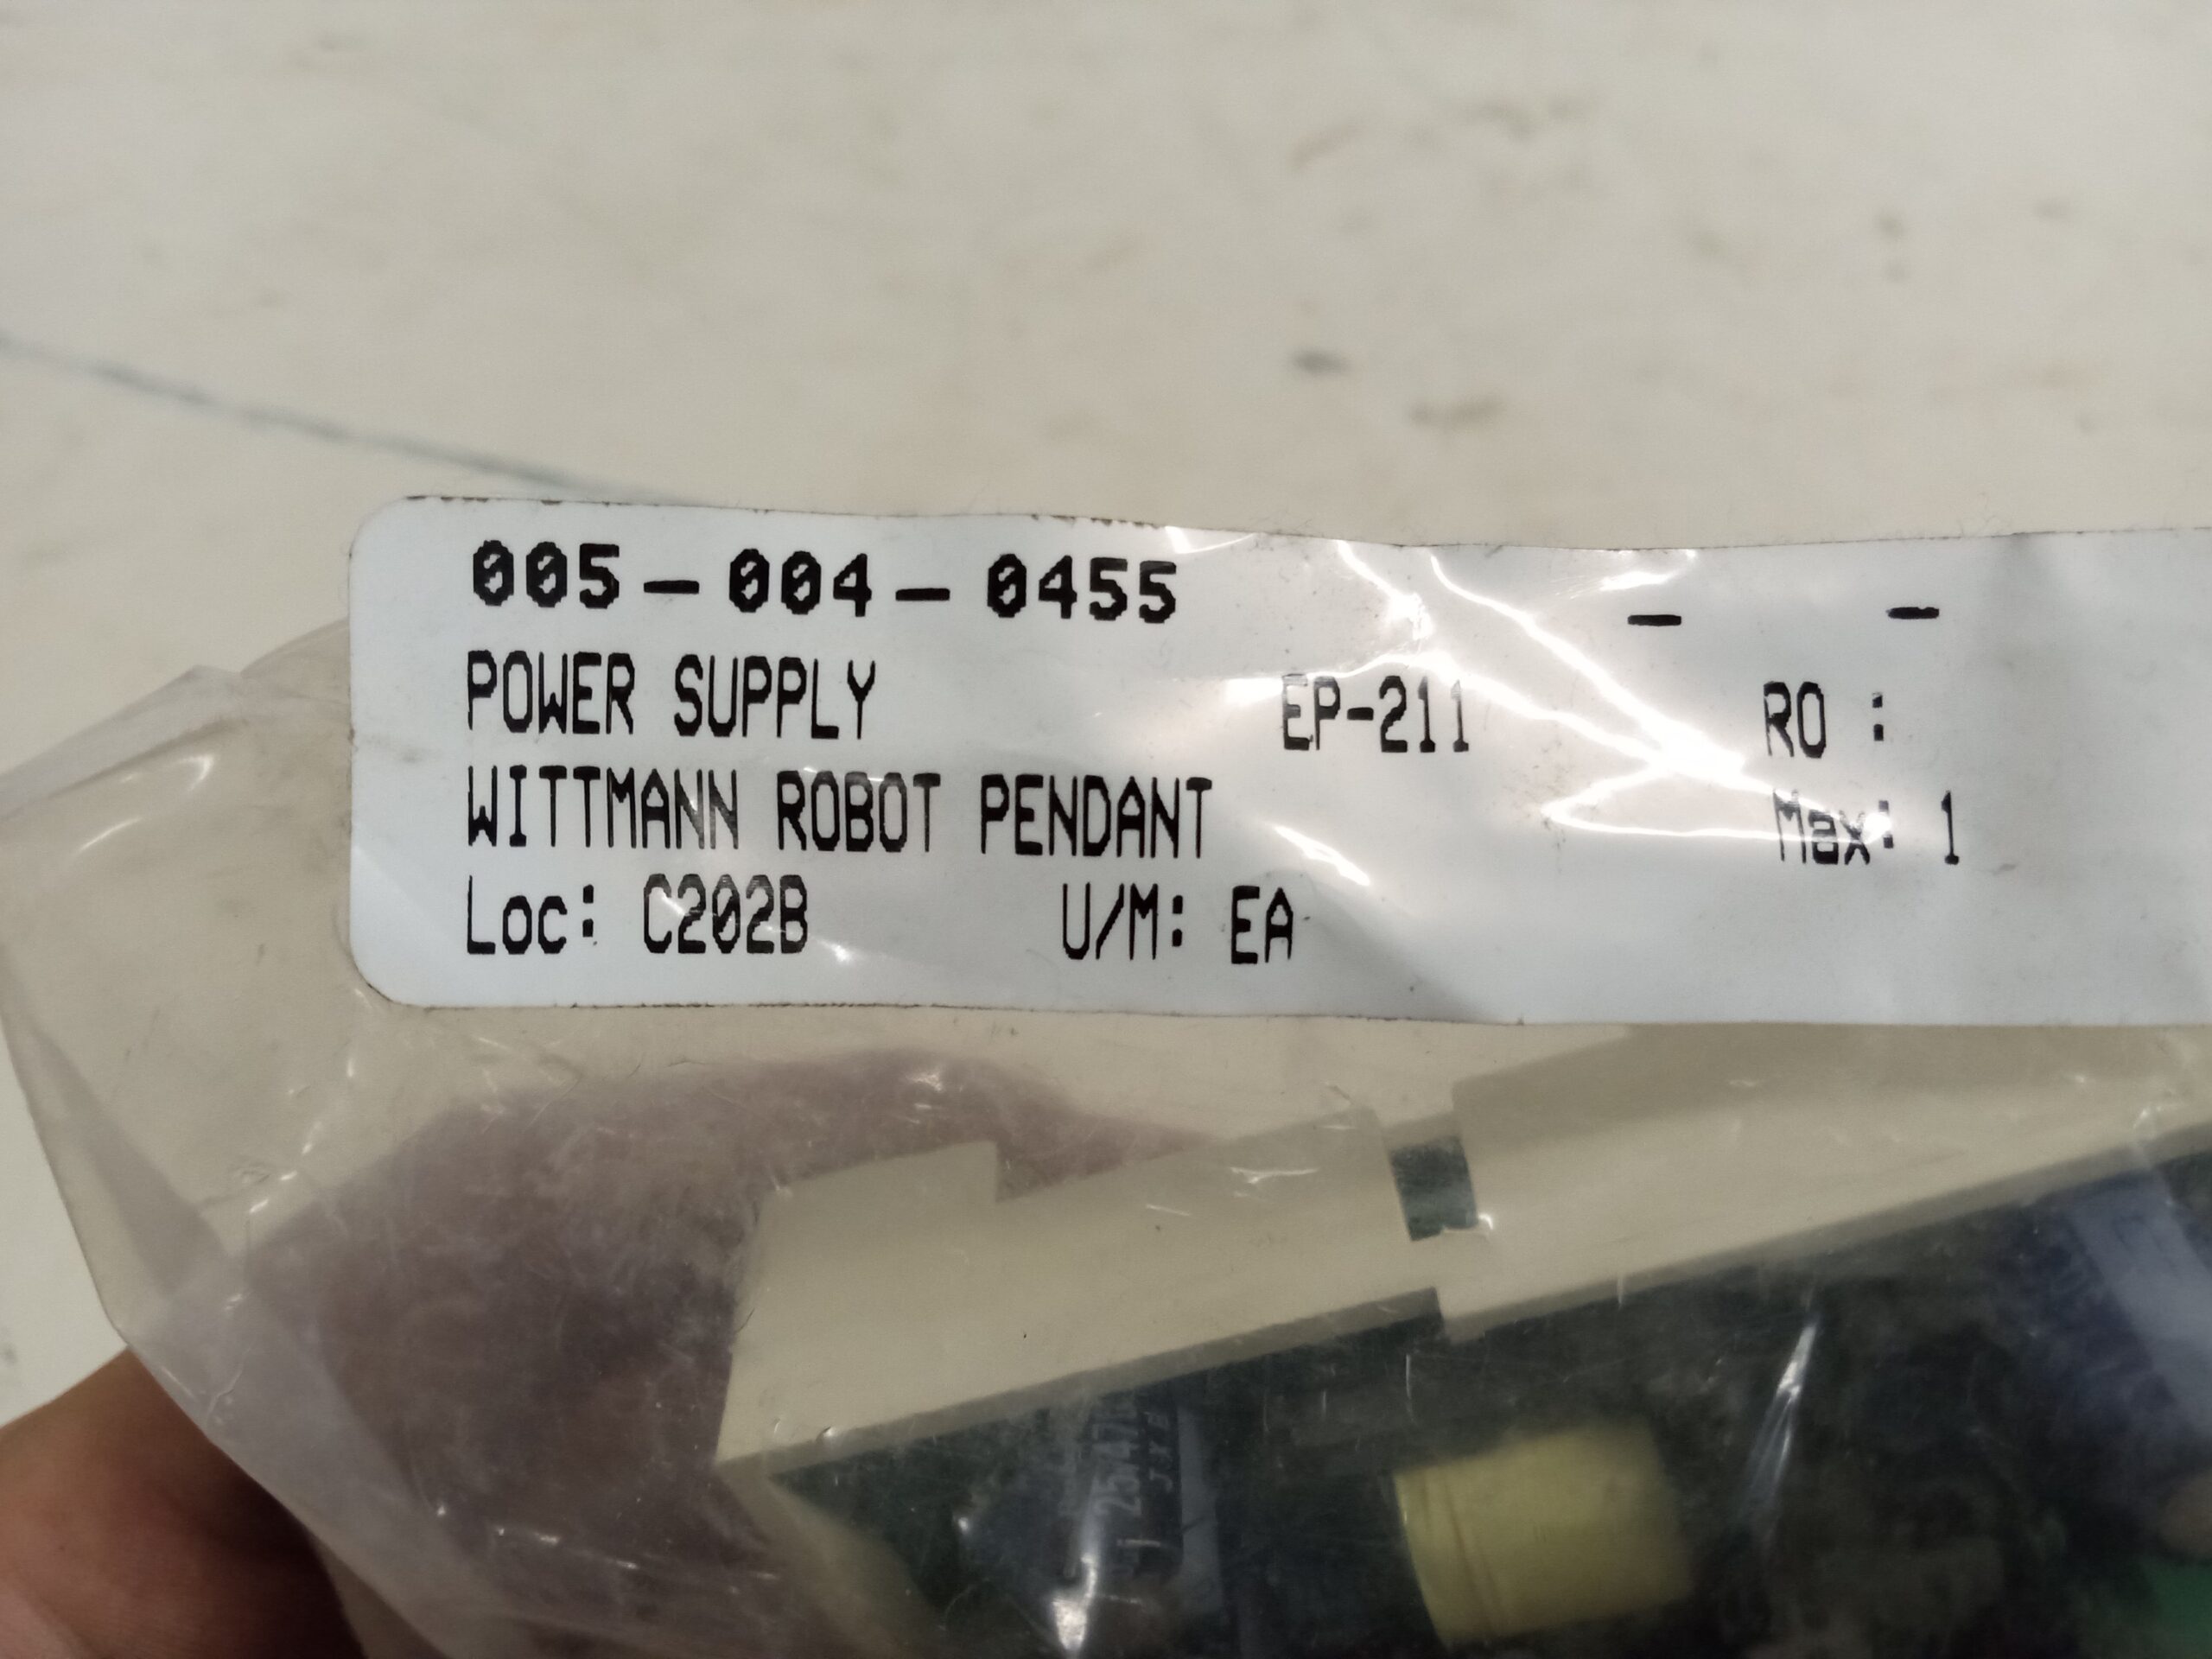 005-004-0455 - -
POWER SUPPLY EP-211 RO :
WITTMANN ROBOT PENDANT Max: 1
Loc: C202B U/M: EA